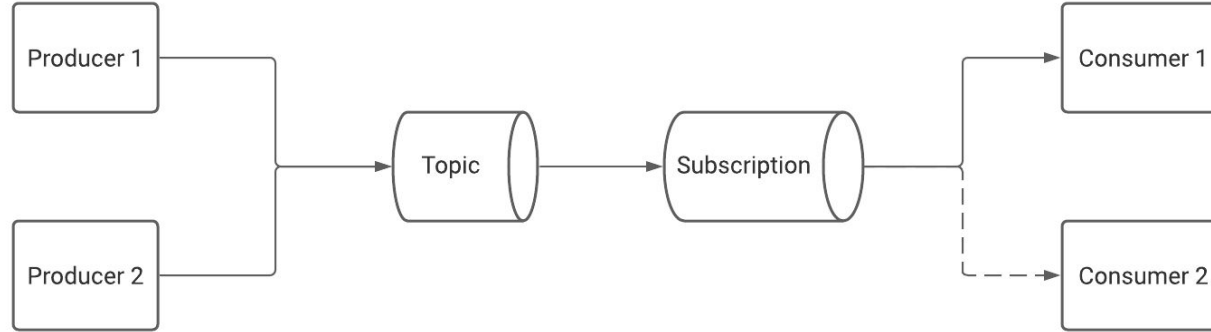 Producer 1
Consumer 1
Topic
Subscription
Producer 2
Consumer 2